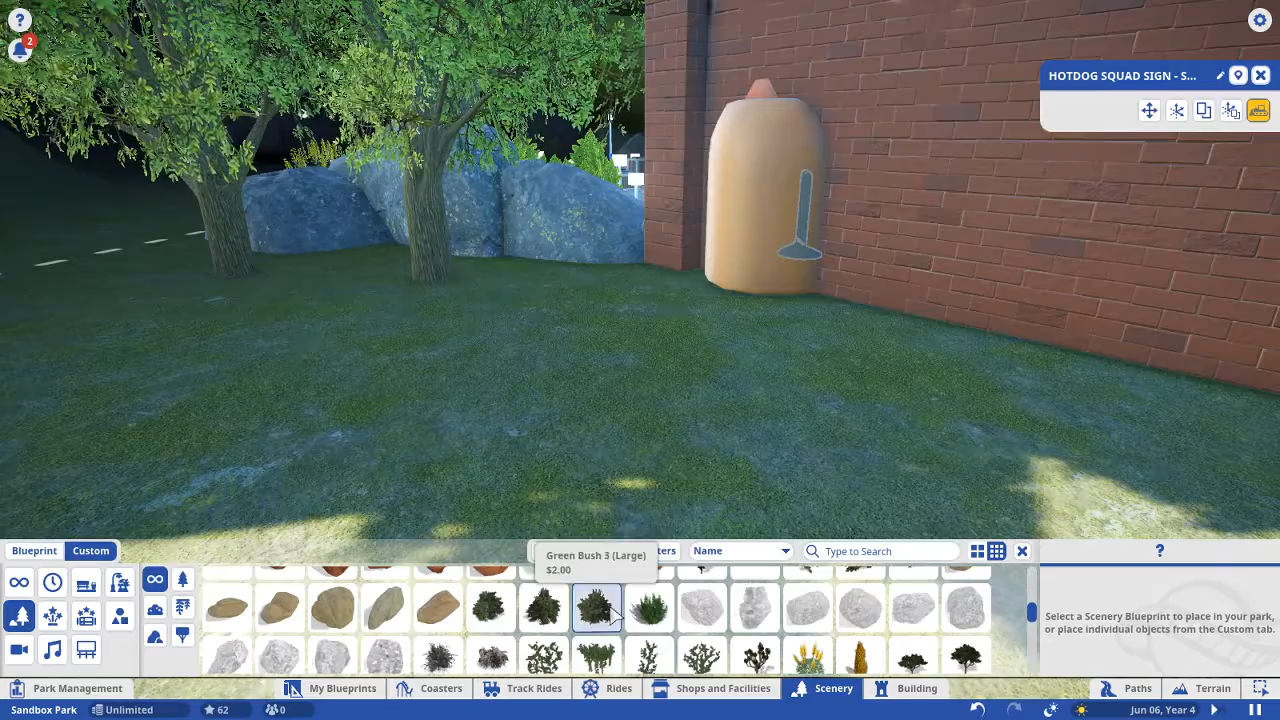 ?
2
HOTDOG SQUAD SIGN - S...
Blueprint
Custom
ters
Name
Type to Search
?
Green Bush 3 (Large)
$2.00
Select a Scenery Blueprint to place in your park,
or place individual objects from the Custom tab.
Park Management
My Blueprints
Coasters
Track Rides
Rides
Shops and Facilities
Scenery
Building
Paths
Terrain
Sandbox Park
Unlimited
62
0
Jun 06, Year 4